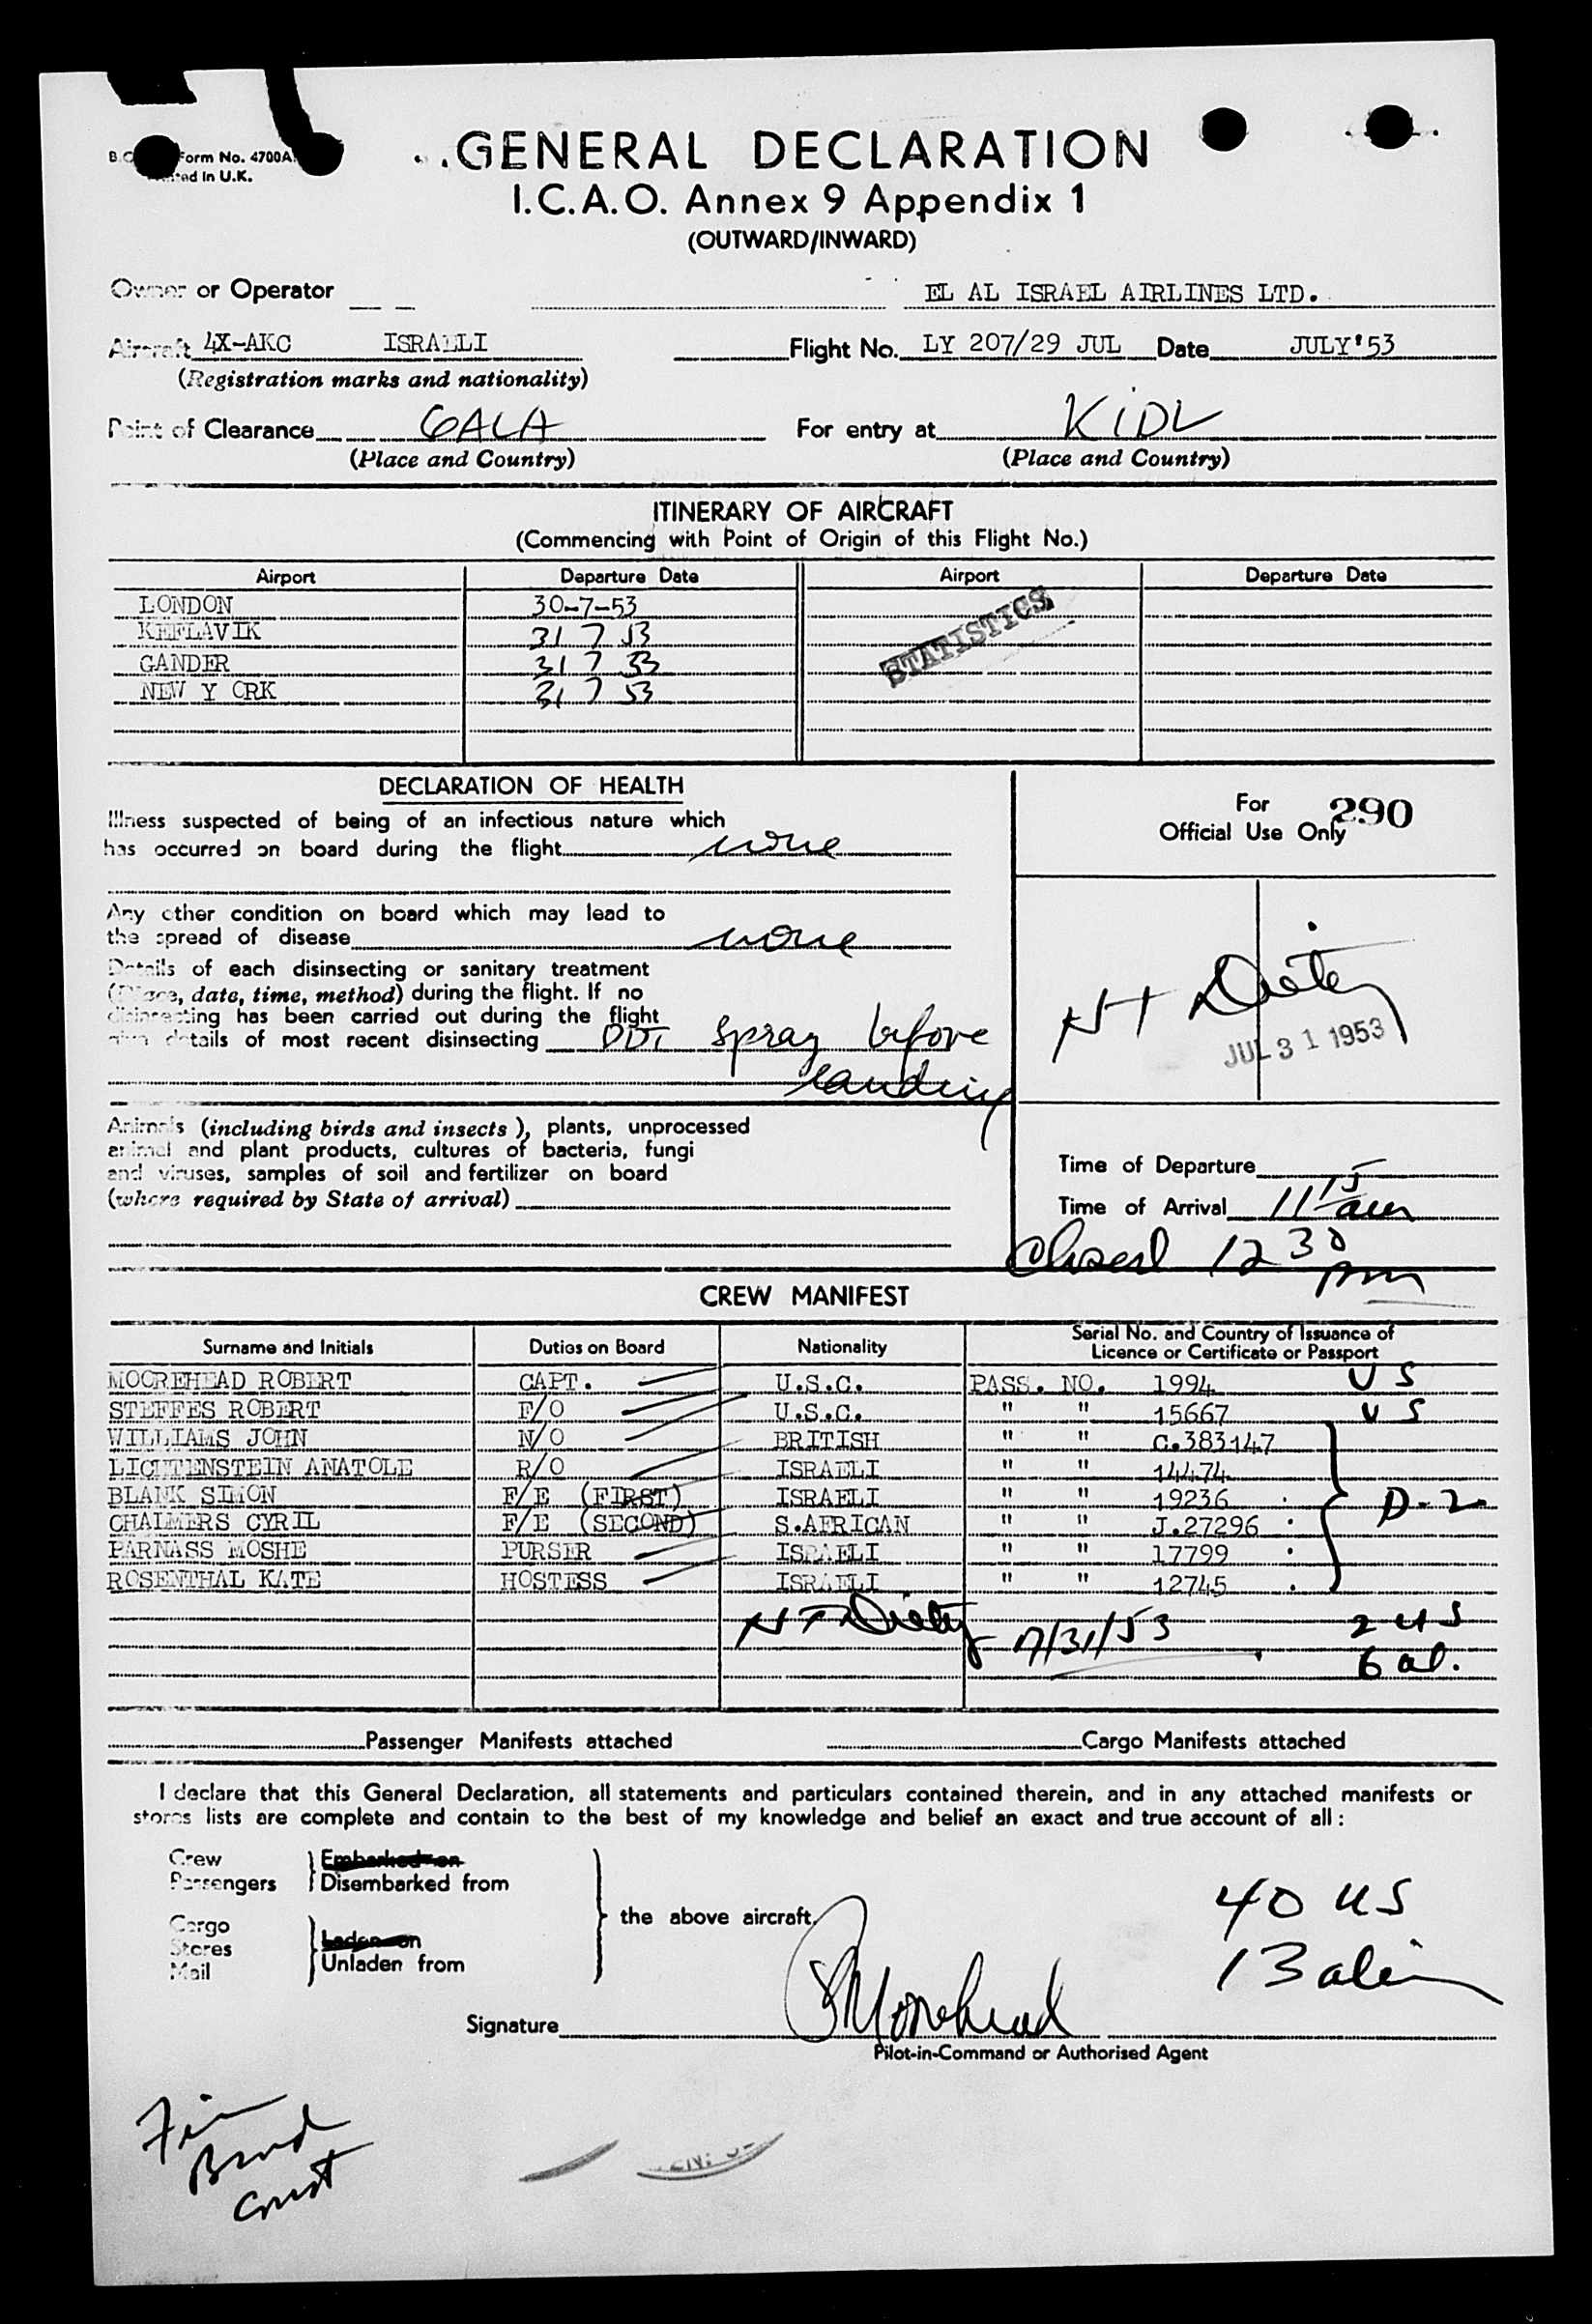 Form No. 4700A
Printed in U.K.
GENERAL DECLARATION
I.C.A.O. Annex 9 Appendix 1
(OUTWARD/INWARD)
Owner or Operator EL AL ISRAEL AIRLINES LTD.
Aircraft 4X-AKC ISRAELI Flight No. LY 207/29 JUL Date JULY'53
(Registration marks and nationality)
Point of Clearance For entry at KIDL
(Place and Country) (Place and Country)
ITINERARY OF AIRCRAFT
(Commencing with Point of Origin of this Flight No.)
Airport Departure Date Airport Departure Date
LONDON 30-7-53
KEFLAVIK 31 7 53
GANDER 31 7 53
NEW Y ORK 31 7 53
STATISTICS
DECLARATION OF HEALTH
Illness suspected of being of an infectious nature which
has occurred on board during the flight none
Any other condition on board which may lead to
the spread of disease none
Details of each disinsecting or sanitary treatment
(Place, date, time, method) during the flight. If no
disinsecting has been carried out during the flight
give details of most recent disinsecting DDT spray before
landing
Animals (including birds and insects), plants, unprocessed
animal and plant products, cultures of bacteria, fungi
and viruses, samples of soil and fertilizer on board
(where required by State of arrival)
For
Official Use Only 290
JUL 31 1953
Time of Departure
Time of Arrival 11 15 am
Closed 12 30
pm
CREW MANIFEST
Surname and Initials Duties on Board Nationality Serial No. and Country of Issuance of
Licence or Certificate or Passport
MOOREHEAD ROBERT CAPT. U.S.C. PASS. NO. 1994 U S
STEFFES ROBERT F/O U.S.C. " " 15667 U S
WILLIAMS JOHN N/O BRITISH " " C.383147
LICHTENSTEIN ANATOLE R/O ISRAELI " " 14474
BLANK SIMON F/E (FIRST) ISRAELI " " 19236 D-2
CHALMERS CYRIL F/E (SECOND) S.AFRICAN " " J.27296
PARNASS MOSHE PURSER ISRAELI " " 17799
ROSENTHAL KATE HOSTESS ISRAELI " " 12745
7/31/53 2 US
6 al.
Passenger Manifests attached Cargo Manifests attached
I declare that this General Declaration, all statements and particulars contained therein, and in any attached manifests or
stores lists are complete and contain to the best of my knowledge and belief an exact and true account of all :
Crew Embarked on
Passengers Disembarked from
the above aircraft.
Cargo
Stores Laden on
Mail Unladen from
40 US
13 alien
Signature Moorehead
Pilot-in-Command or Authorised Agent